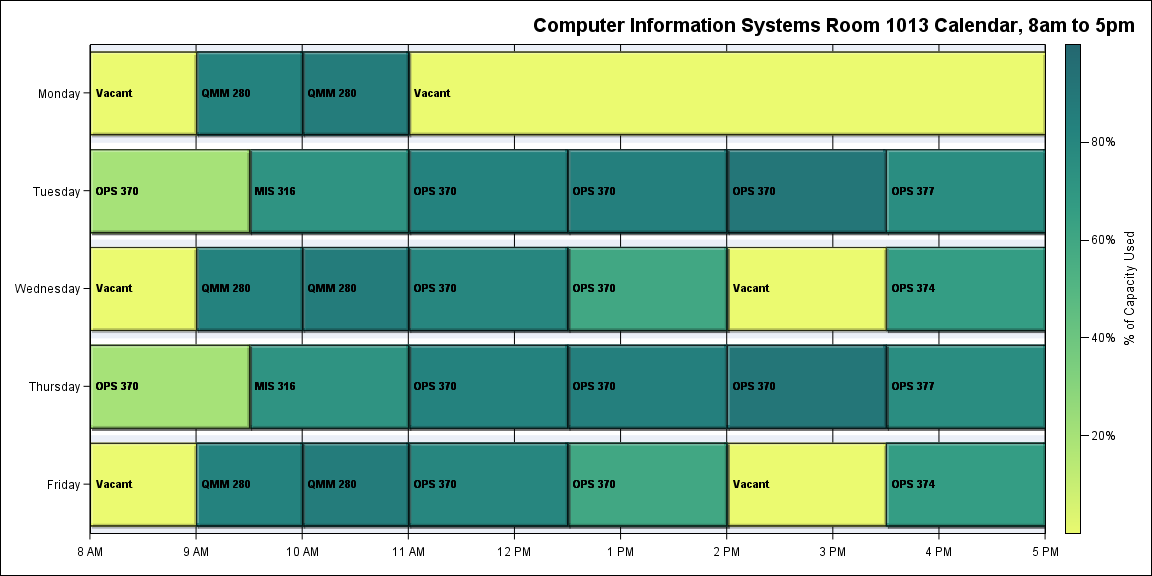 Computer Information Systems Room 1013 Calendar, 8am to 5pm
Monday
Vacant
QMM 280
QMM 280
Vacant
Tuesday
OPS 370
MIS 316
OPS 370
OPS 370
OPS 370
OPS 377
Wednesday
Vacant
QMM 280
QMM 280
OPS 370
OPS 370
Vacant
OPS 374
Thursday
OPS 370
MIS 316
OPS 370
OPS 370
OPS 370
OPS 377
Friday
Vacant
QMM 280
QMM 280
OPS 370
OPS 370
Vacant
OPS 374
8 AM
9 AM
10 AM
11 AM
12 PM
1 PM
2 PM
3 PM
4 PM
5 PM
80%
60%
40%
20%
% of Capacity Used